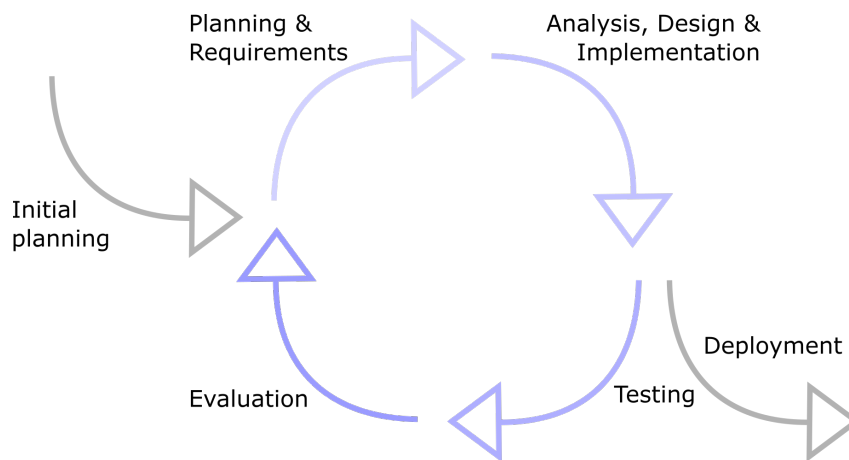 Planning &
Requirements
Analysis, Design &
Implementation
Initial
planning
Deployment
Testing
Evaluation